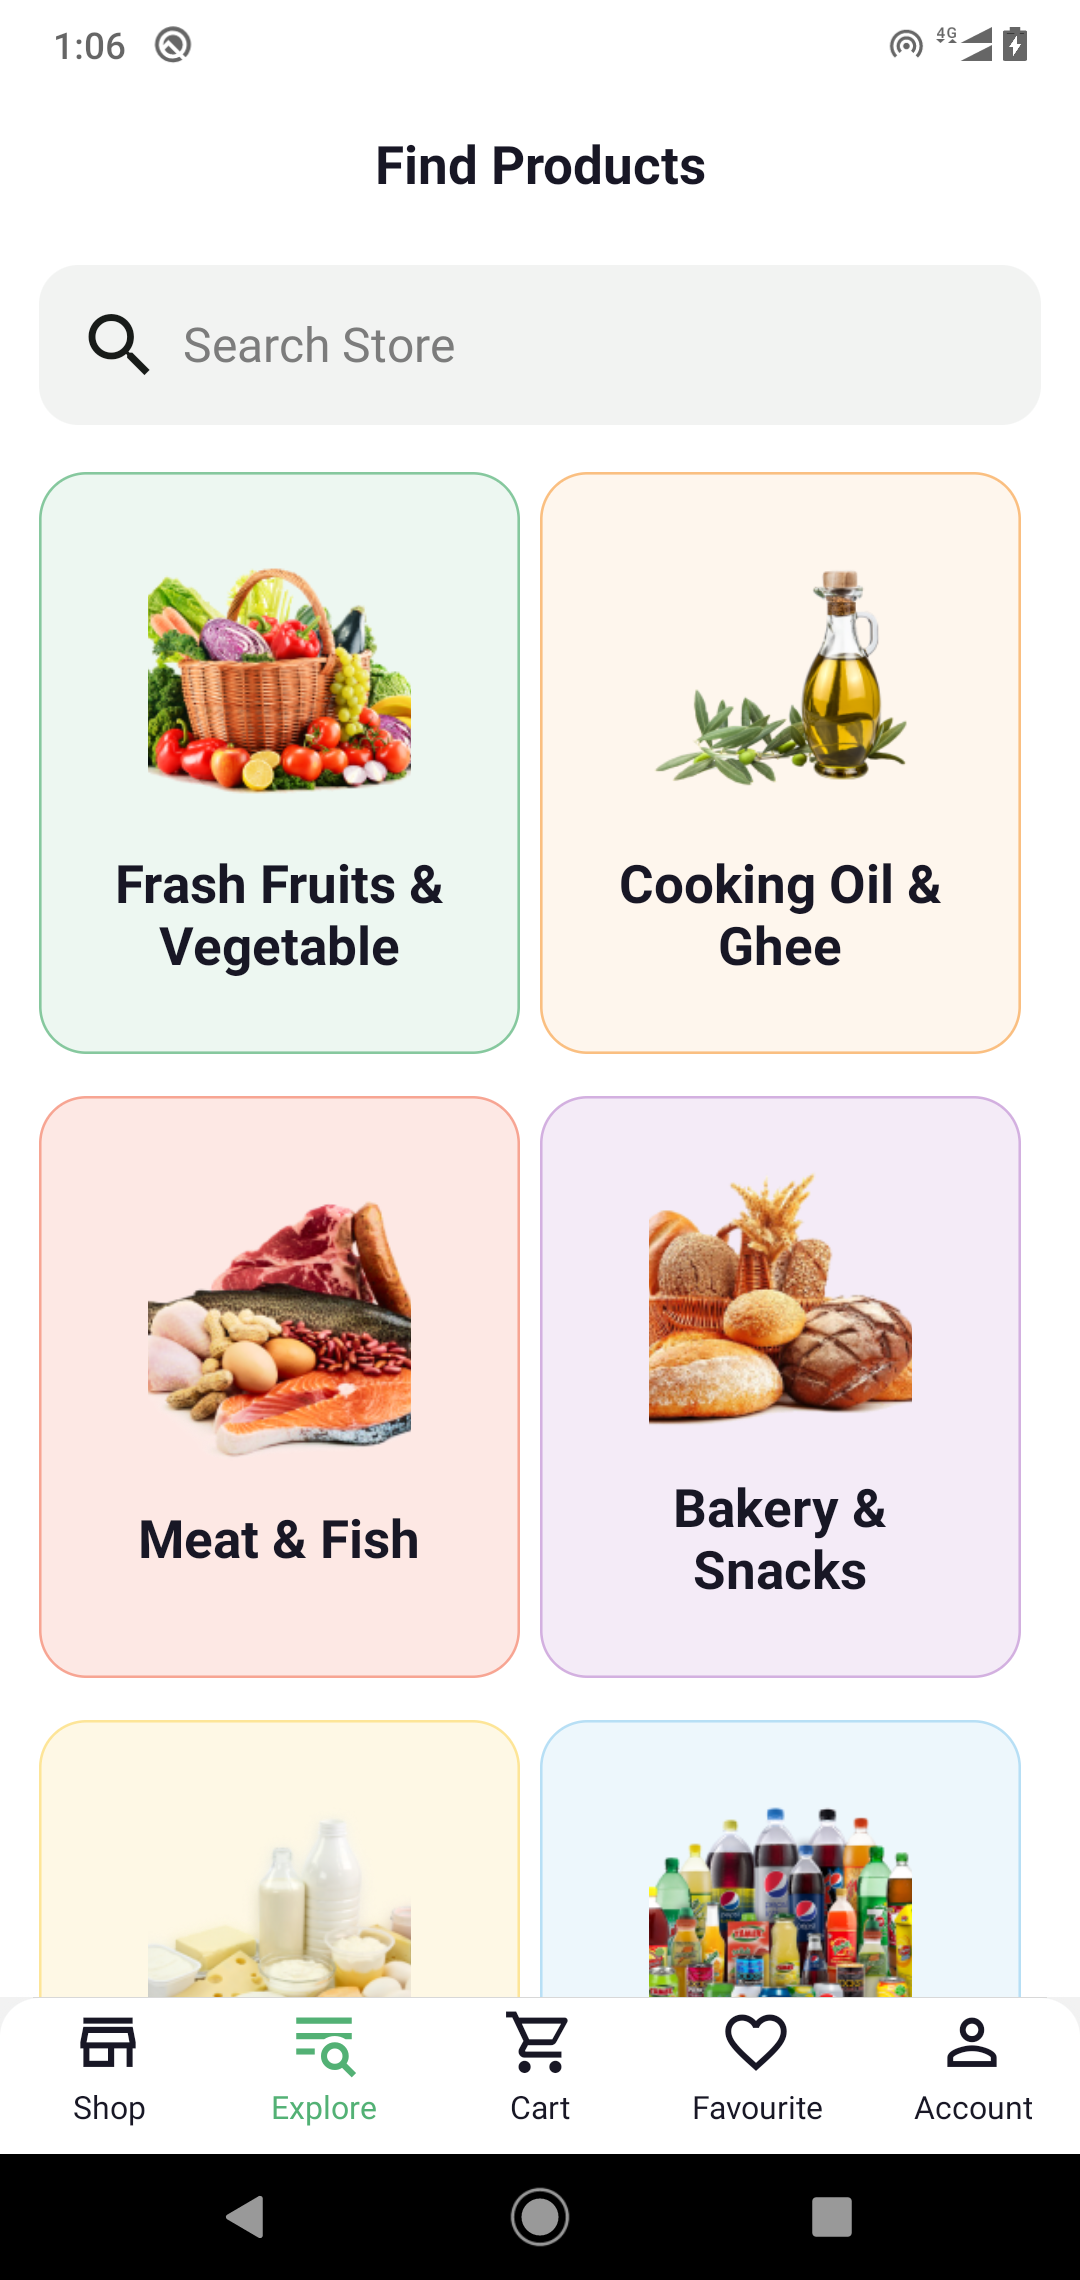 1:06
4G
Find Products
Search Store
Frash Fruits &
Vegetable
Cooking Oil &
Ghee
Meat & Fish
Bakery &
Snacks
Shop
Explore
Cart
Favourite
Account